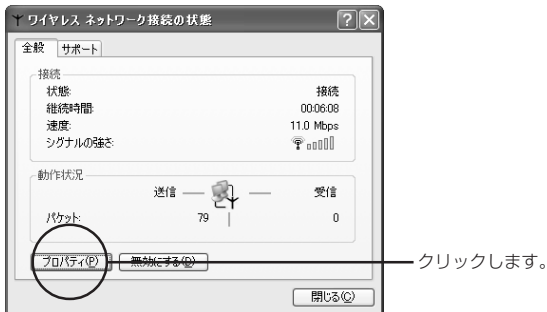 ワイヤレス ネットワーク接続の状態
全般 サポート
接続
状態: 接続
継続時間: 00:06:08
速度: 11.0 Mbps
シグナルの強さ:
動作状況
送信 受信
パケット: 79 0
プロパティ(P) 無効にする(D)
クリックします。
閉じる(C)